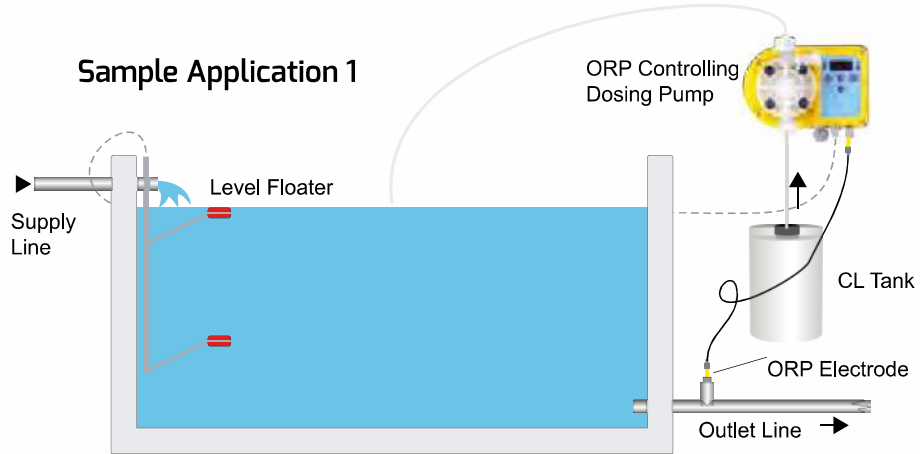 Sample Application 1
ORP Controlling
Dosing Pump
Level Floater
Supply
Line
CL Tank
ORP Electrode
Outlet Line